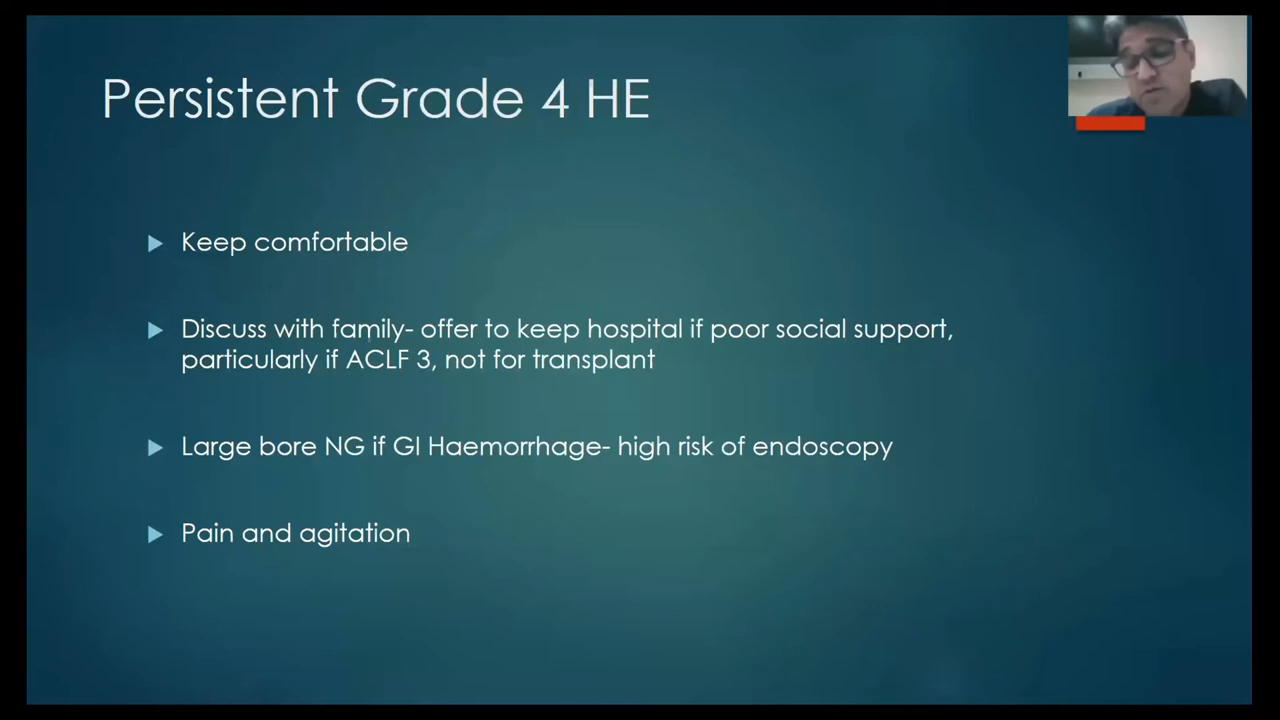 Persistent Grade 4 HE
Keep comfortable
Discuss with family- offer to keep hospital if poor social support,
particularly if ACLF 3, not for transplant
Large bore NG if GI Haemorrhage- high risk of endoscopy
Pain and agitation